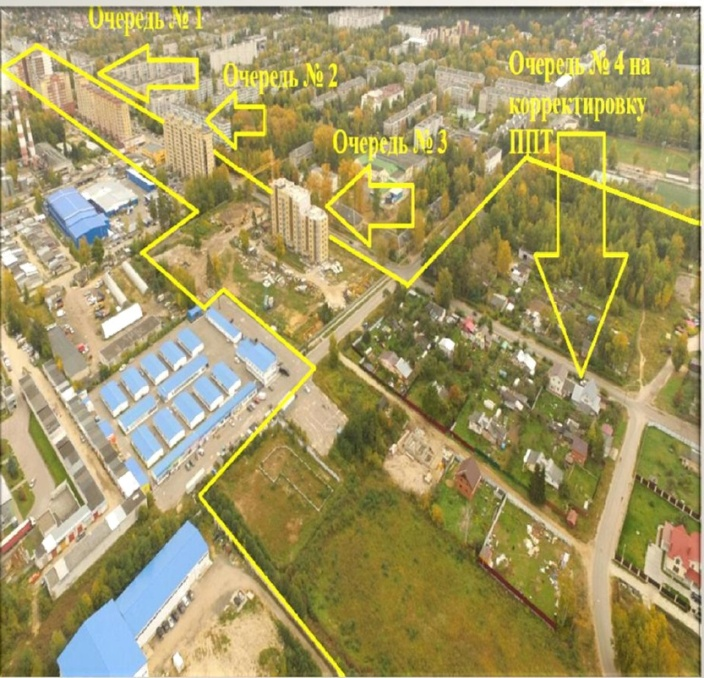 Очередь № 1
Очередь № 2
Очередь № 3
Очередь № 4 на
корректировку
ППТ